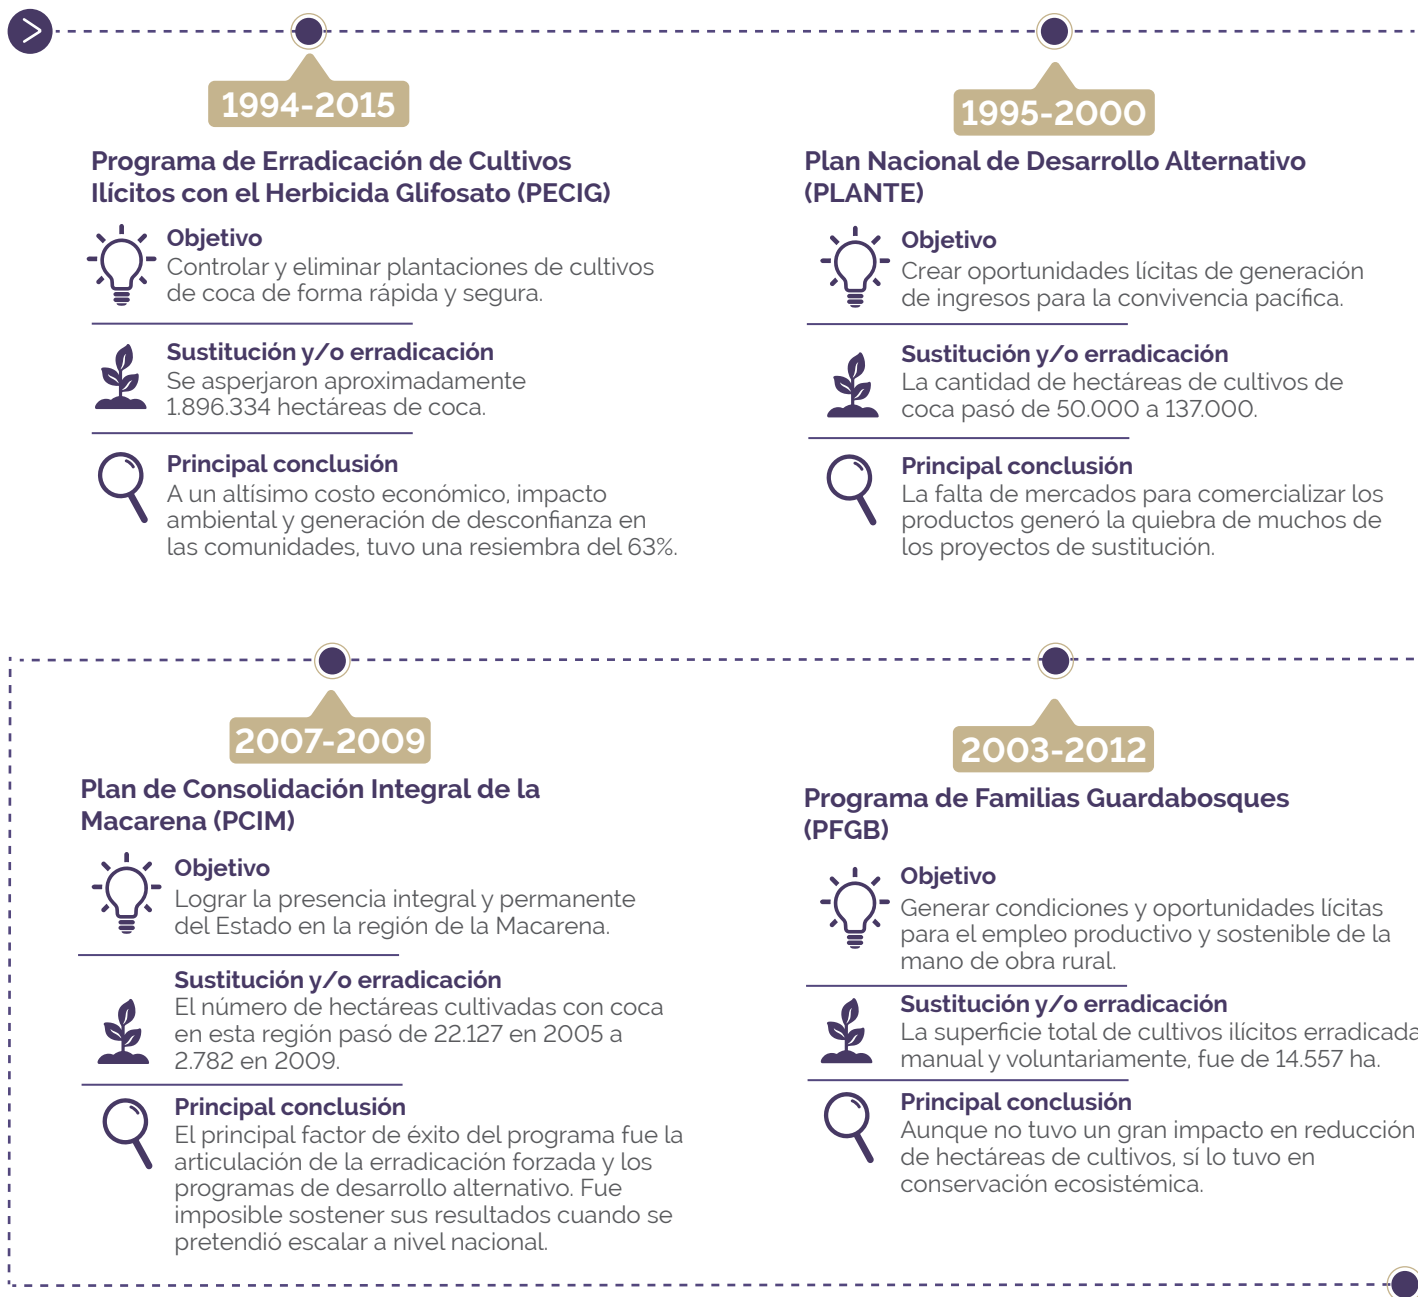 1994-2015
Programa de Erradicación de Cultivos
Ilícitos con el Herbicida Glifosato (PECIG)
Objetivo
Controlar y eliminar plantaciones de cultivos
de coca de forma rápida y segura.
Sustitución y/o erradicación
Se asperjaron aproximadamente
1.896.334 hectáreas de coca.
Principal conclusión
A un altísimo costo económico, impacto
ambiental y generación de desconfianza en
las comunidades, tuvo una resiembra del 63%.
1995-2000
Plan Nacional de Desarrollo Alternativo
(PLANTE)
Objetivo
Crear oportunidades lícitas de generación
de ingresos para la convivencia pacífica.
Sustitución y/o erradicación
La cantidad de hectáreas de cultivos de
coca pasó de 50.000 a 137.000.
Principal conclusión
La falta de mercados para comercializar los
productos generó la quiebra de muchos de
los proyectos de sustitución.
2007-2009
Plan de Consolidación Integral de la
Macarena (PCIM)
Objetivo
Lograr la presencia integral y permanente
del Estado en la región de la Macarena.
Sustitución y/o erradicación
El número de hectáreas cultivadas con coca
en esta región pasó de 22.127 en 2005 a
2.782 en 2009.
Principal conclusión
El principal factor de éxito del programa fue la
articulación de la erradicación forzada y los
programas de desarrollo alternativo. Fue
imposible sostener sus resultados cuando se
pretendió escalar a nivel nacional.
2003-2012
Programa de Familias Guardabosques
(PFGB)
Objetivo
Generar condiciones y oportunidades lícitas
para el empleo productivo y sostenible de la
mano de obra rural.
Sustitución y/o erradicación
La superficie total de cultivos ilícitos erradicada
manual y voluntariamente, fue de 14.557 ha.
Principal conclusión
Aunque no tuvo un gran impacto en reducción
de hectáreas de cultivos, sí lo tuvo en
conservación ecosistémica.